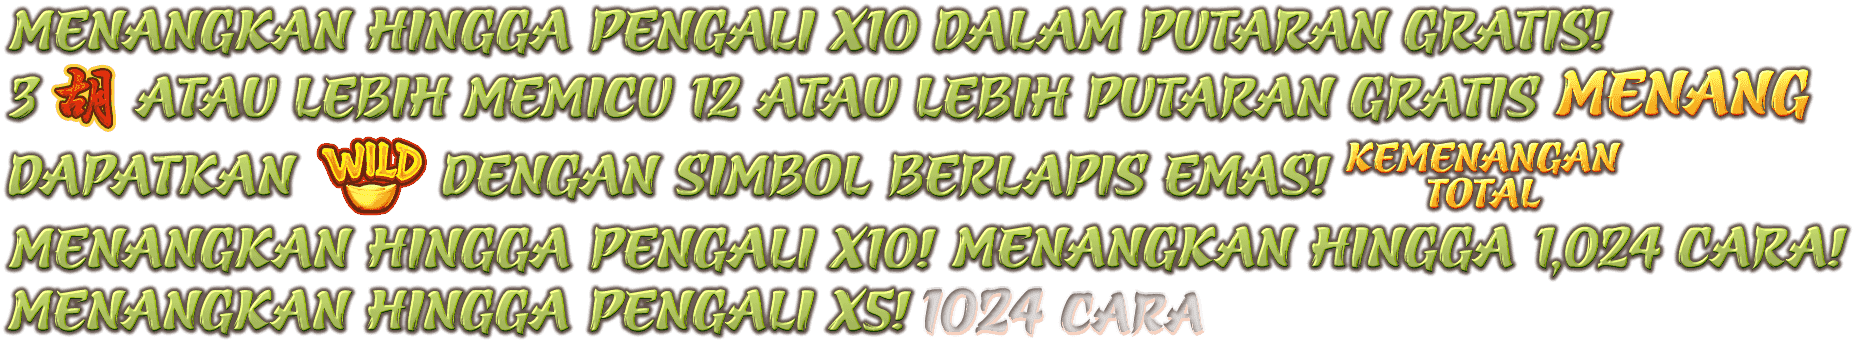 MENANGKAN HINGGA PENGALI X10 DALAM PUTARAN GRATIS!
3 胡 ATAU LEBIH MEMICU 12 ATAU LEBIH PUTARAN GRATIS MENANG
DAPATKAN WILD DENGAN SIMBOL BERLAPIS EMAS! KEMENANGAN TOTAL
MENANGKAN HINGGA PENGALI X10! MENANGKAN HINGGA 1,024 CARA!
MENANGKAN HINGGA PENGALI X5! 1024 CARA